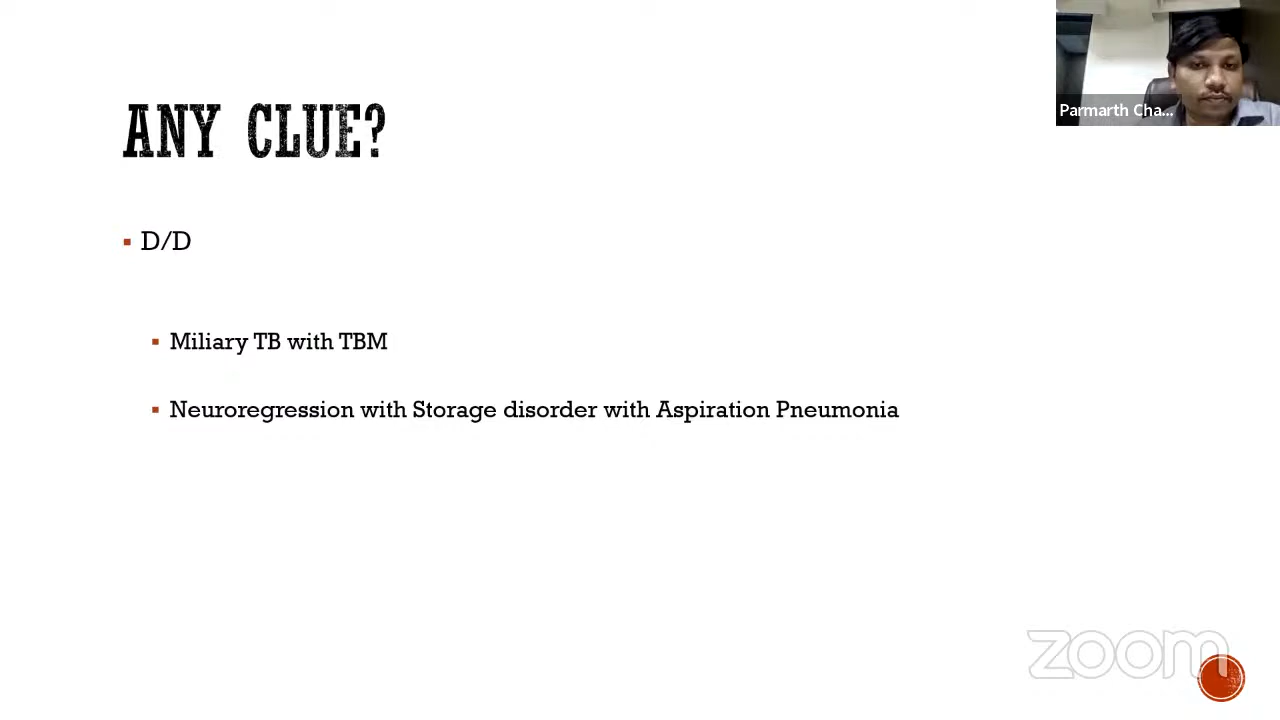 Parmarth Cha...
ANY CLUE?
D/D
Miliary TB with TBM
Neuroregression with Storage disorder with Aspiration Pneumonia
zoom